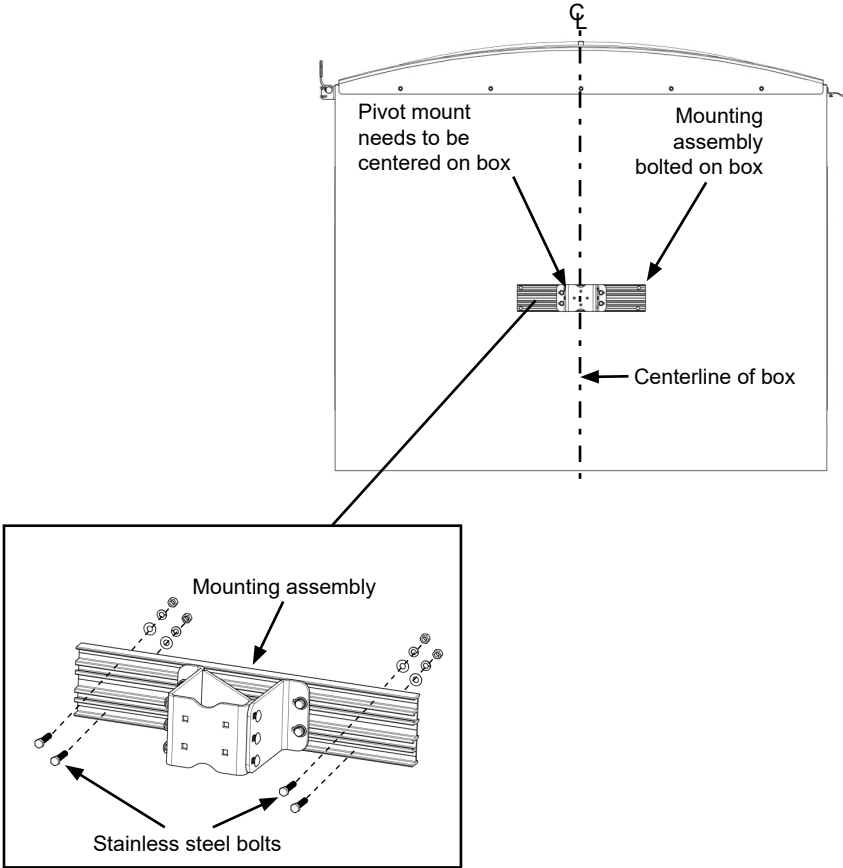 ℄
Pivot mount
needs to be
centered on box
Mounting
assembly
bolted on box
Centerline of box
Mounting assembly
Stainless steel bolts